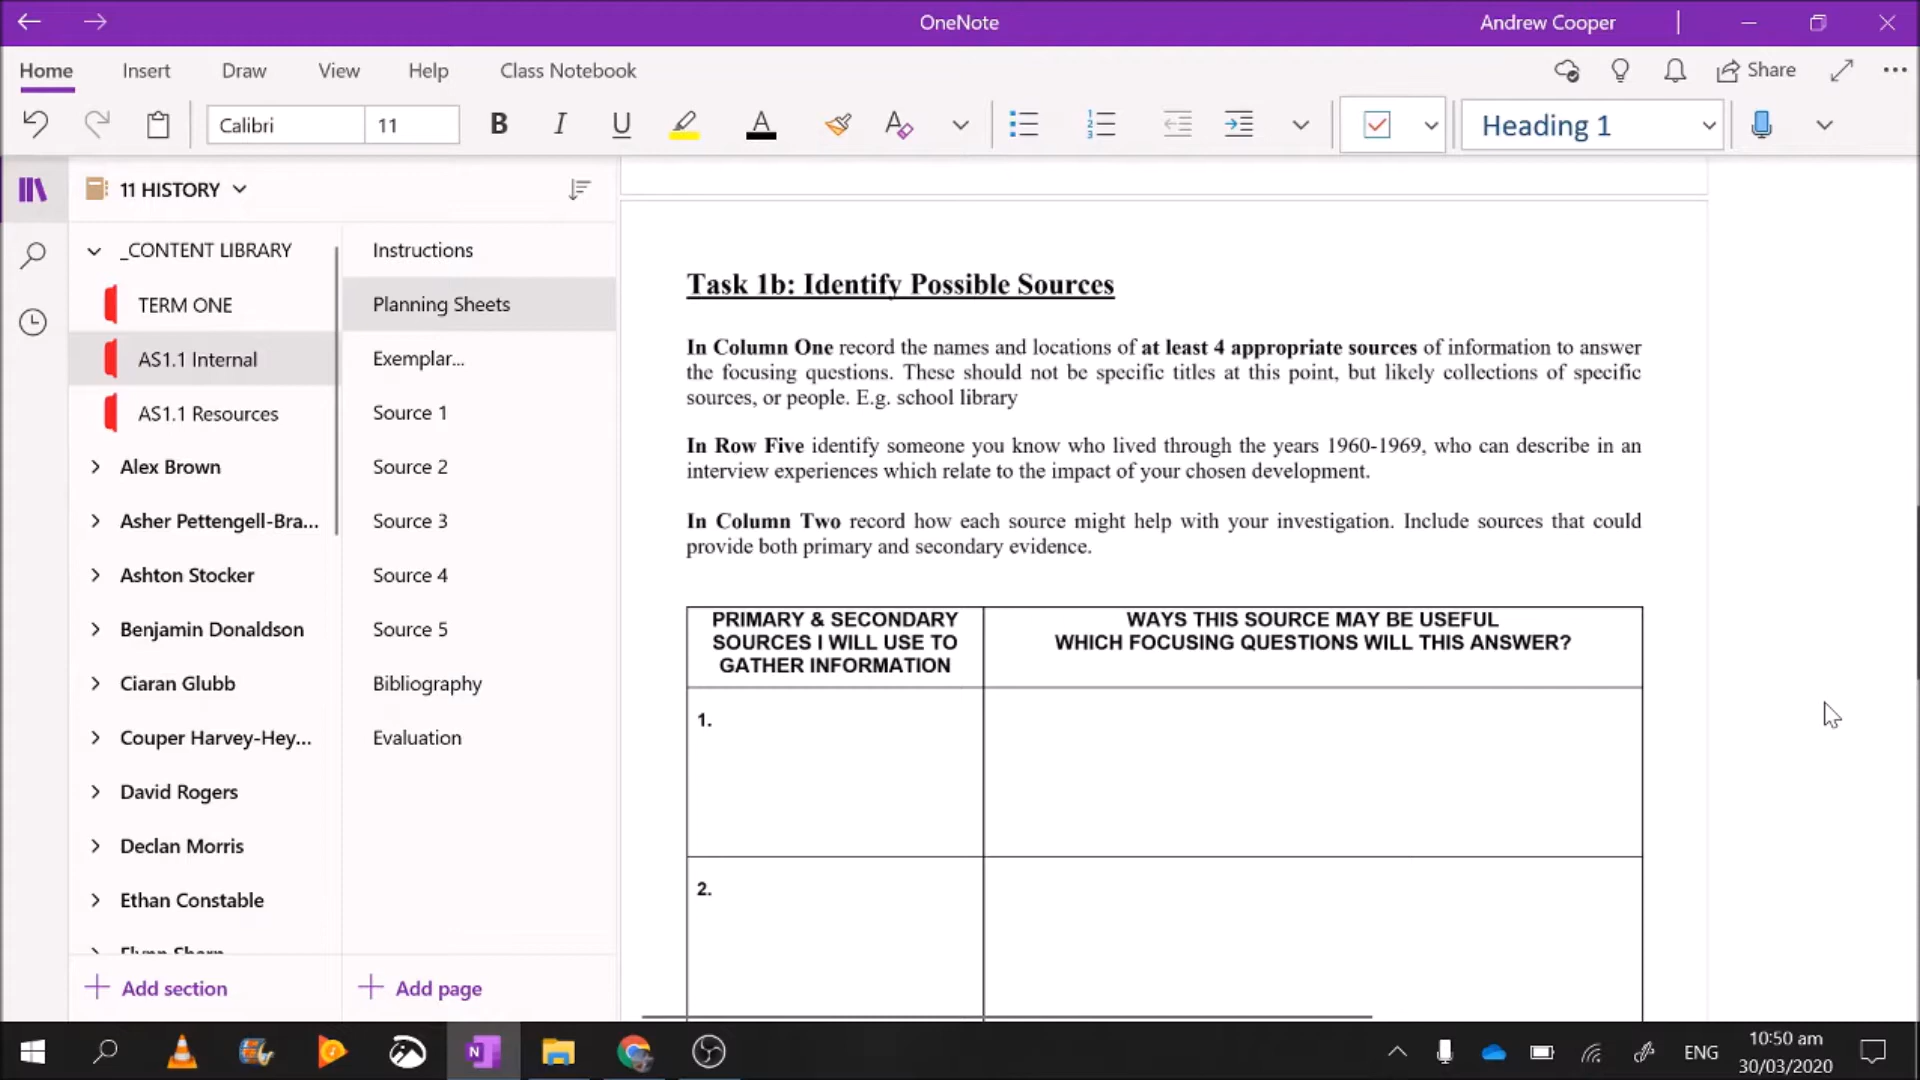 OneNote
Andrew Cooper
Home
Insert
Draw
View
Help
Class Notebook
Share
Calibri
11
B
I
U
A
A
Heading 1
11 HISTORY
_CONTENT LIBRARY
TERM ONE
AS1.1 Internal
AS1.1 Resources
Alex Brown
Asher Pettengell-Bra...
Ashton Stocker
Benjamin Donaldson
Ciaran Glubb
Couper Harvey-Hey...
David Rogers
Declan Morris
Ethan Constable
Add section
Instructions
Planning Sheets
Exemplar...
Source 1
Source 2
Source 3
Source 4
Source 5
Bibliography
Evaluation
Add page
Task 1b: Identify Possible Sources
In Column One record the names and locations of at least 4 appropriate sources of information to answer
the focusing questions. These should not be specific titles at this point, but likely collections of specific
sources, or people. E.g. school library
In Row Five identify someone you know who lived through the years 1960-1969, who can describe in an
interview experiences which relate to the impact of your chosen development.
In Column Two record how each source might help with your investigation. Include sources that could
provide both primary and secondary evidence.
PRIMARY & SECONDARY
SOURCES I WILL USE TO
GATHER INFORMATION
WAYS THIS SOURCE MAY BE USEFUL
WHICH FOCUSING QUESTIONS WILL THIS ANSWER?
1.
2.
N
ENG
10:50 am
30/03/2020